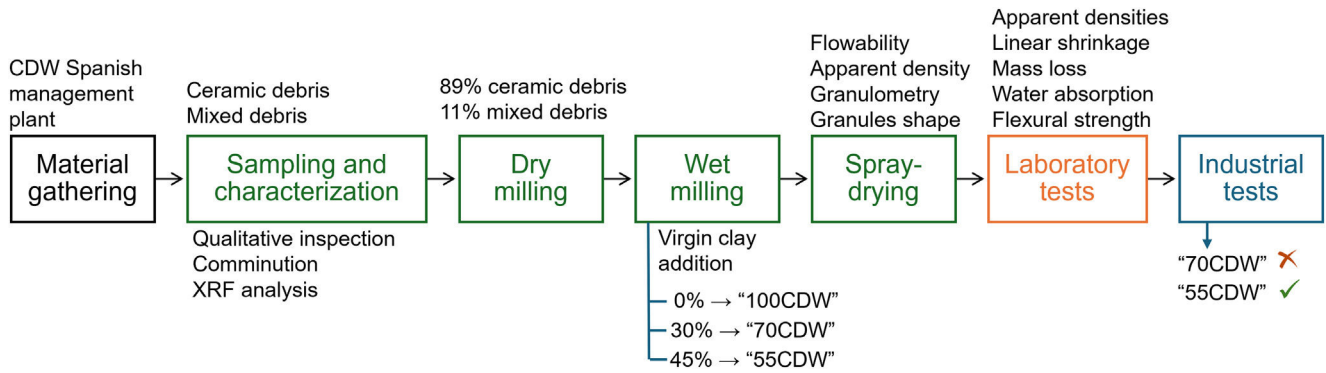 CDW Spanish
management
plant
Material
gathering
Ceramic debris
Mixed debris
Sampling and
characterization
Qualitative inspection
Comminution
XRF analysis
89% ceramic debris
11% mixed debris
Dry
milling
Wet
milling
Virgin clay
addition
0% → “100CDW”
30% → “70CDW”
45% → “55CDW”
Flowability
Apparent density
Granulometry
Granules shape
Spray-
drying
Apparent densities
Linear shrinkage
Mass loss
Water absorption
Flexural strength
Laboratory
tests
Industrial
tests
“70CDW” ✗
“55CDW” ✓